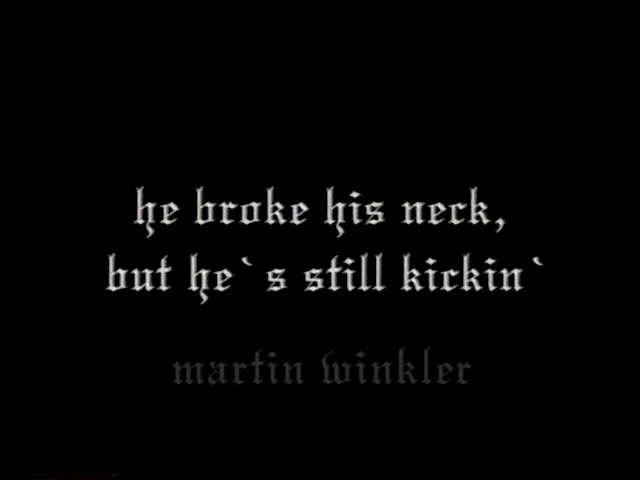 he broke his neck,
but he`s still kickin`
martin winkler